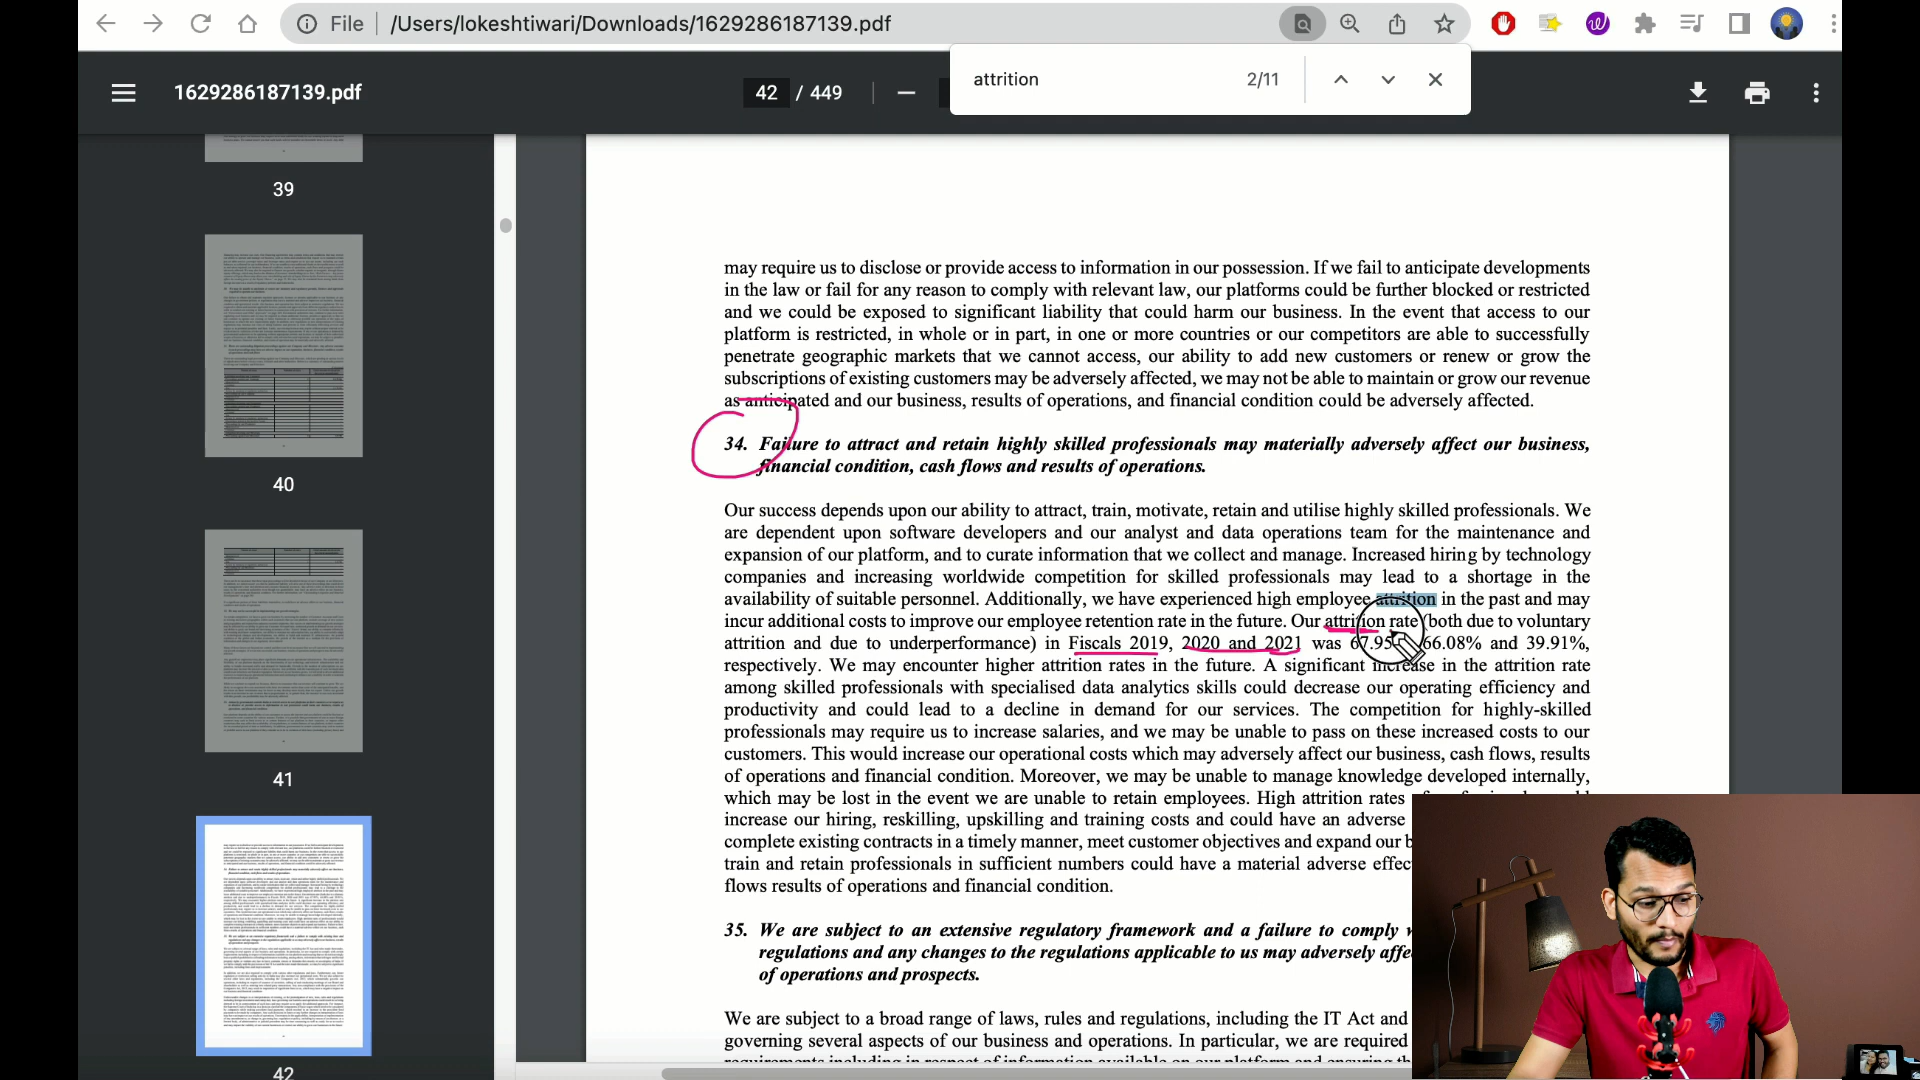 File /Users/lokeshtiwari/Downloads/1629286187139.pdf
attrition 2/11
1629286187139.pdf 42 / 449
39
40
41
42
may require us to disclose or provide access to information in our possession. If we fail to anticipate developments
in the law or fail for any reason to comply with relevant law, our platforms could be further blocked or restricted
and we could be exposed to significant liability that could harm our business. In the event that access to our
platform is restricted, in whole or in part, in one or more countries or our competitors are able to successfully
penetrate geographic markets that we cannot access, our ability to add new customers or renew or grow the
subscriptions of existing customers may be adversely affected, we may not be able to maintain or grow our revenue
as anticipated and our business, results of operations, and financial condition could be adversely affected.
34. Failure to attract and retain highly skilled professionals may materially adversely affect our business,
financial condition, cash flows and results of operations.
Our success depends upon our ability to attract, train, motivate, retain and utilise highly skilled professionals. We
are dependent upon software developers and our analyst and data operations team for the maintenance and
expansion of our platform, and to curate information that we collect and manage. Increased hiring by technology
companies and increasing worldwide competition for skilled professionals may lead to a shortage in the
availability of suitable personnel. Additionally, we have experienced high employee attrition in the past and may
incur additional costs to improve our employee retention rate in the future. Our attrition rate (both due to voluntary
attrition and due to underperformance) in Fiscals 2019, 2020 and 2021 was 67.95 66.08% and 39.91%,
respectively. We may encounter higher attrition rates in the future. A significant increase in the attrition rate
among skilled professionals with specialised data analytics skills could decrease our operating efficiency and
productivity and could lead to a decline in demand for our services. The competition for highly-skilled
professionals may require us to increase salaries, and we may be unable to pass on these increased costs to our
customers. This would increase our operational costs which may adversely affect our business, cash flows, results
of operations and financial condition. Moreover, we may be unable to manage knowledge developed internally,
which may be lost in the event we are unable to retain employees. High attrition rates
increase our hiring, reskilling, upskilling and training costs and could have an adverse
complete existing contracts in a timely manner, meet customer objectives and expand our b
train and retain professionals in sufficient numbers could have a material adverse effec
flows results of operations and financial condition.
35. We are subject to an extensive regulatory framework and a failure to comply
regulations and any changes to the regulations applicable to us may adversely affe
of operations and prospects.
We are subject to a broad range of laws, rules and regulations, including the IT Act and
governing several aspects of our business and operations. In particular, we are required